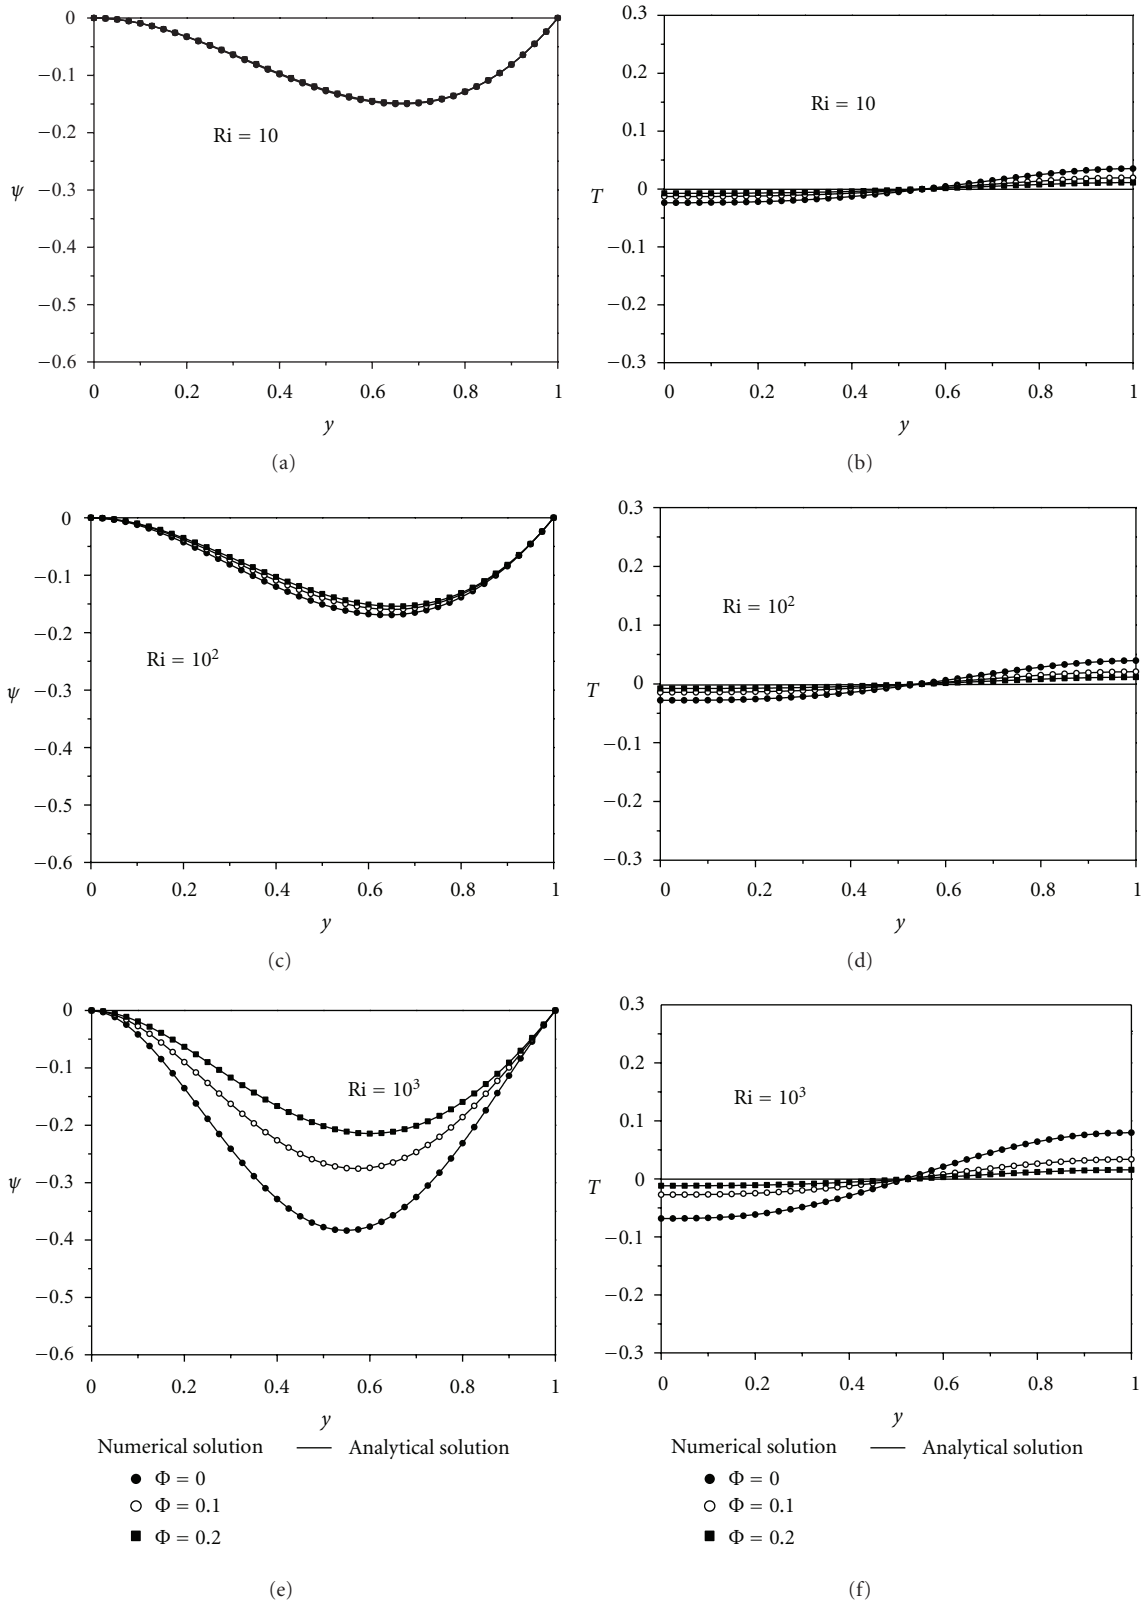 0
−0.1
−0.2
−0.3
−0.4
−0.5
−0.6
ψ
Ri = 10
0 0.2 0.4 0.6 0.8 1
y
(a)
0.3
0.2
0.1
0
−0.1
−0.2
−0.3
T
Ri = 10
0 0.2 0.4 0.6 0.8 1
y
(b)
0
−0.1
−0.2
−0.3
−0.4
−0.5
−0.6
ψ
Ri = 10²
0 0.2 0.4 0.6 0.8 1
y
(c)
0.3
0.2
0.1
0
−0.1
−0.2
−0.3
T
Ri = 10²
0 0.2 0.4 0.6 0.8 1
y
(d)
0
−0.1
−0.2
−0.3
−0.4
−0.5
−0.6
ψ
Ri = 10³
0 0.2 0.4 0.6 0.8 1
y
Numerical solution Analytical solution
Φ = 0
Φ = 0.1
Φ = 0.2
(e)
0.3
0.2
0.1
0
−0.1
−0.2
−0.3
T
Ri = 10³
0 0.2 0.4 0.6 0.8 1
y
Numerical solution Analytical solution
Φ = 0
Φ = 0.1
Φ = 0.2
(f)